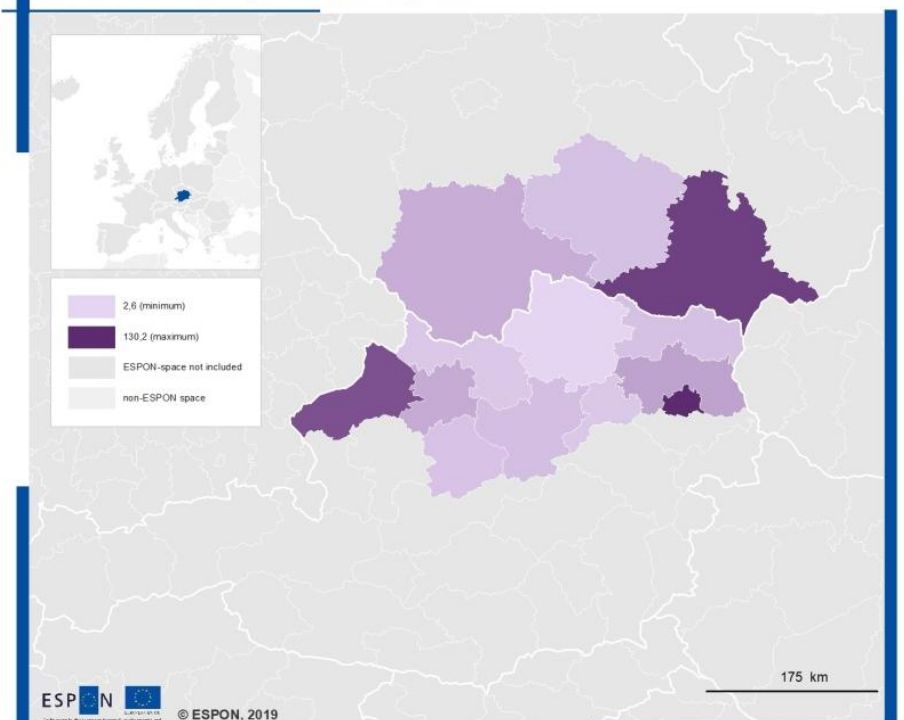 2,6 (minimum)
130,2 (maximum)
ESPON-space not included
non-ESPON space
175 km
ESPON
© ESPON, 2019